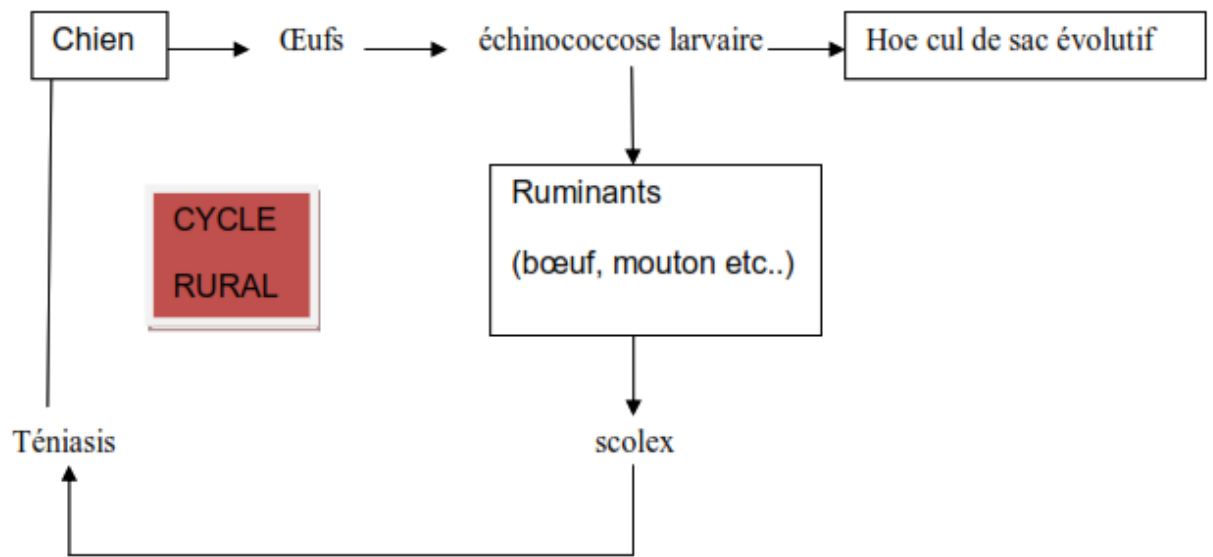 Chien
Œufs
échinococcose larvaire
Hoe cul de sac évolutif
CYCLE
RURAL
Ruminants
(bœuf, mouton etc..)
Téniasis
scolex